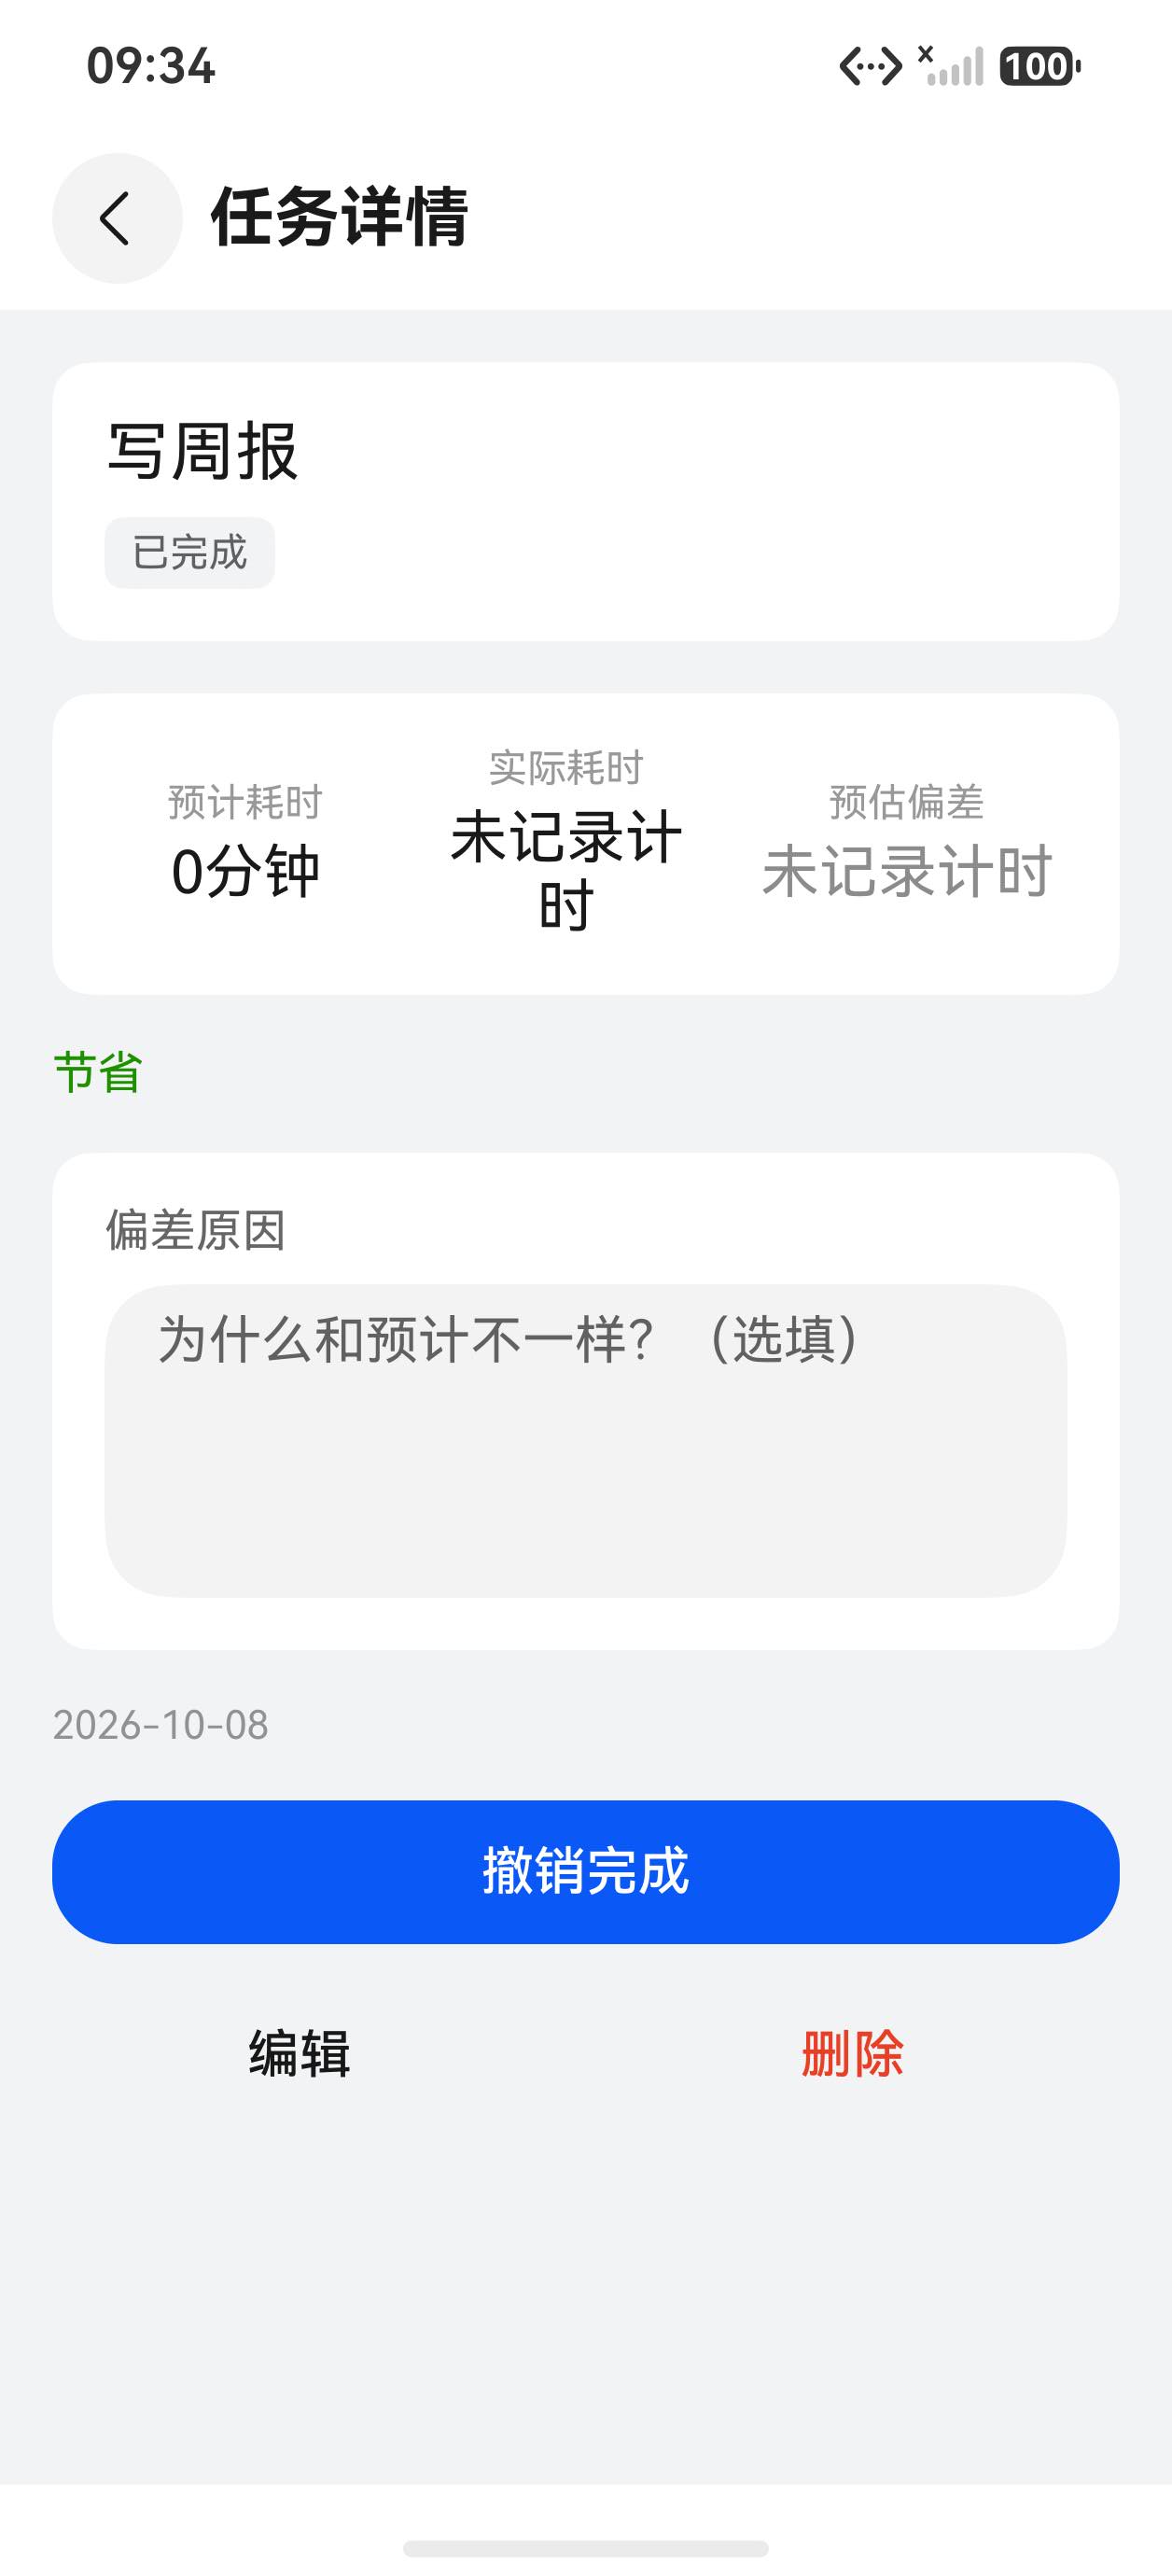 09:34
100
任务详情
写周报
已完成
预计耗时
0分钟
实际耗时
未记录计
时
预估偏差
未记录计时
节省
偏差原因
为什么和预计不一样？（选填）
2026-10-08
撤销完成
编辑
删除